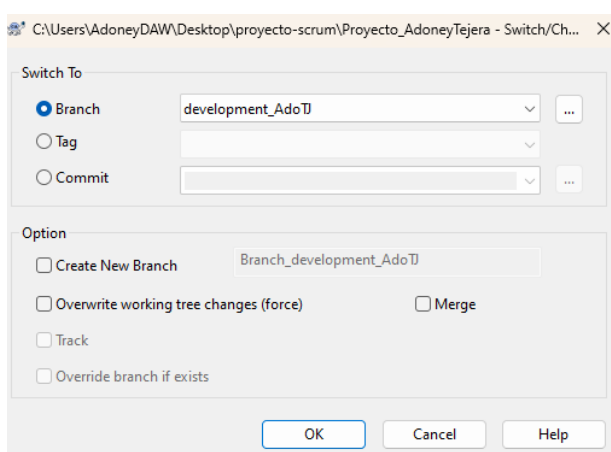 C:\Users\AdoneyDAW\Desktop\proyecto-scrum\Proyecto_AdoneyTejera - Switch/Ch...
Switch To
Branch development_AdoTJ ...
Tag
Commit ...
Option
Create New Branch Branch_development_AdoTJ
Overwrite working tree changes (force) Merge
Track
Override branch if exists
OK Cancel Help